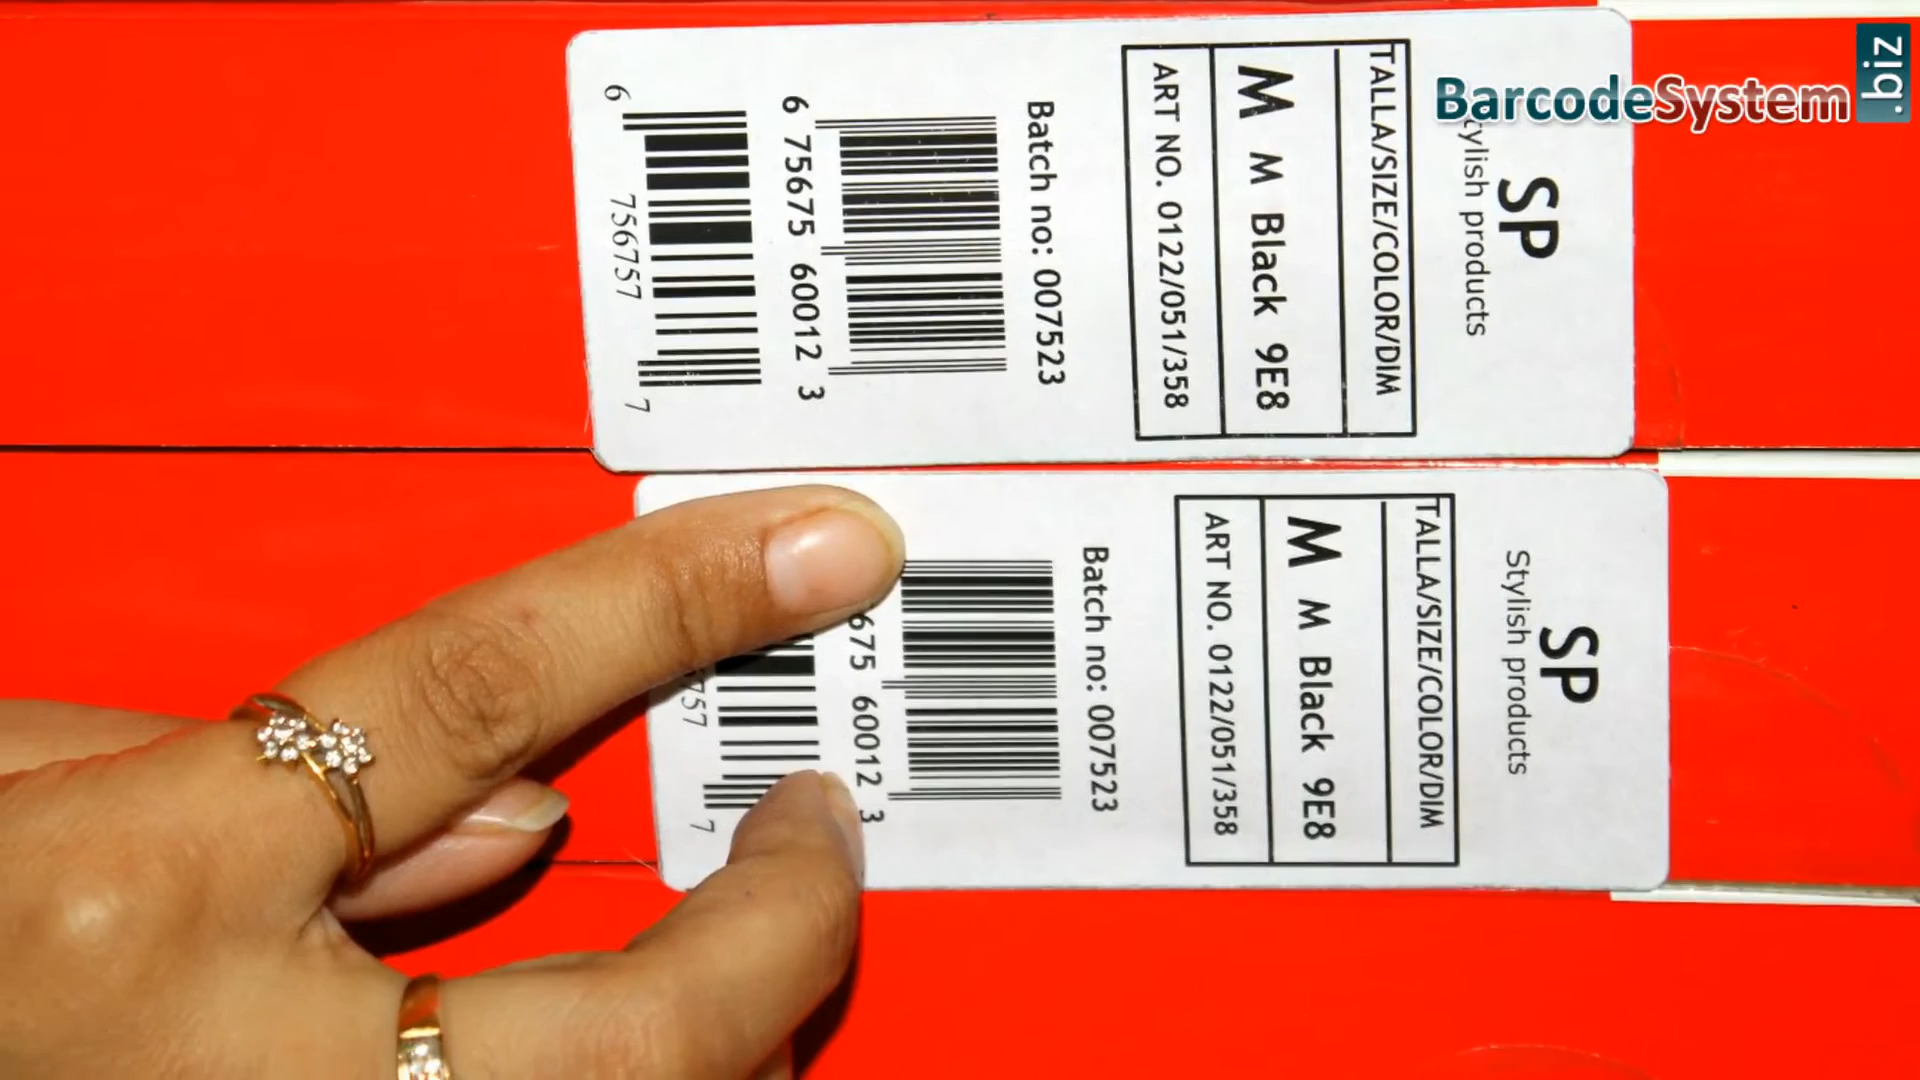 BarcodeSystem
.biz
SP
Stylish products
TALLA/SIZE/COLOR/DIM
M M Black 9E8
ART NO. 0122/051/358
Batch no: 007523
6 75675 60012 3
6 756757 7
SP
Stylish products
TALLA/SIZE/COLOR/DIM
M M Black 9E8
ART NO. 0122/051/358
Batch no: 007523
675 60012 3
757 7